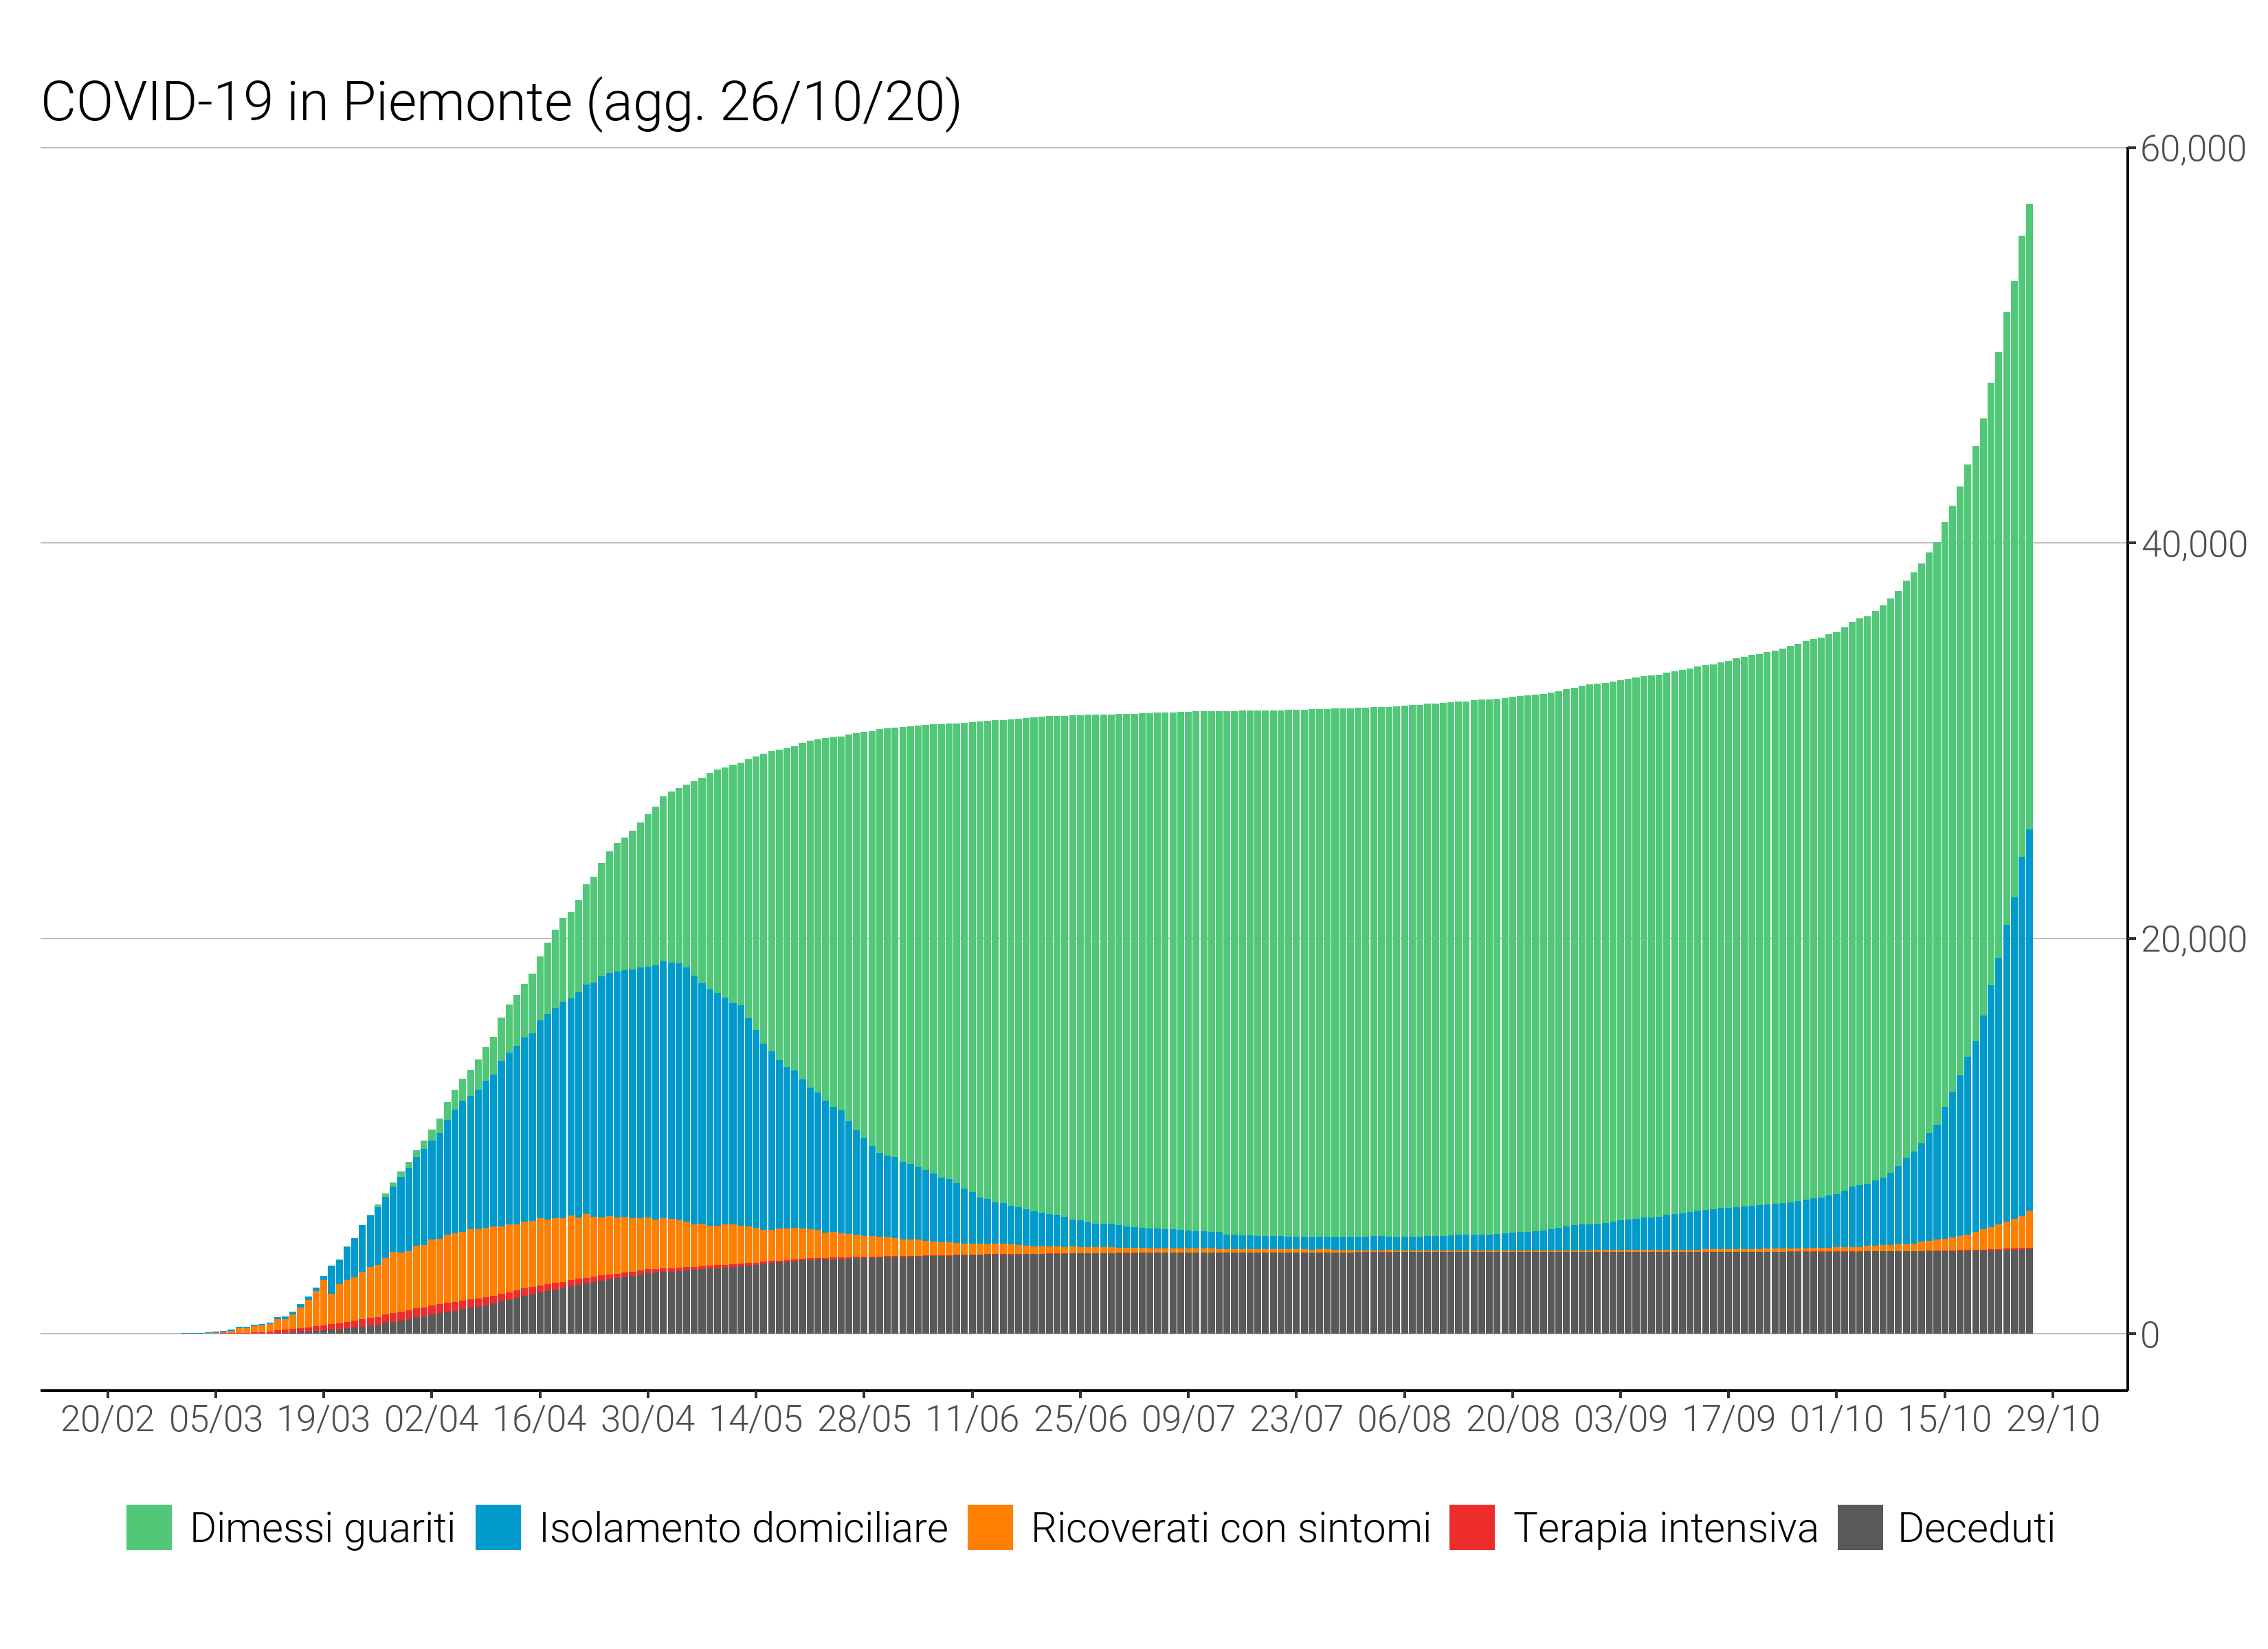 COVID-19 in Piemonte (agg. 26/10/20)
60,000
40,000
20,000
0
20/02 05/03 19/03 02/04 16/04 30/04 14/05 28/05 11/06 25/06 09/07 23/07 06/08 20/08 03/09 17/09 01/10 15/10 29/10
Dimessi guariti Isolamento domiciliare Ricoverati con sintomi Terapia intensiva Deceduti